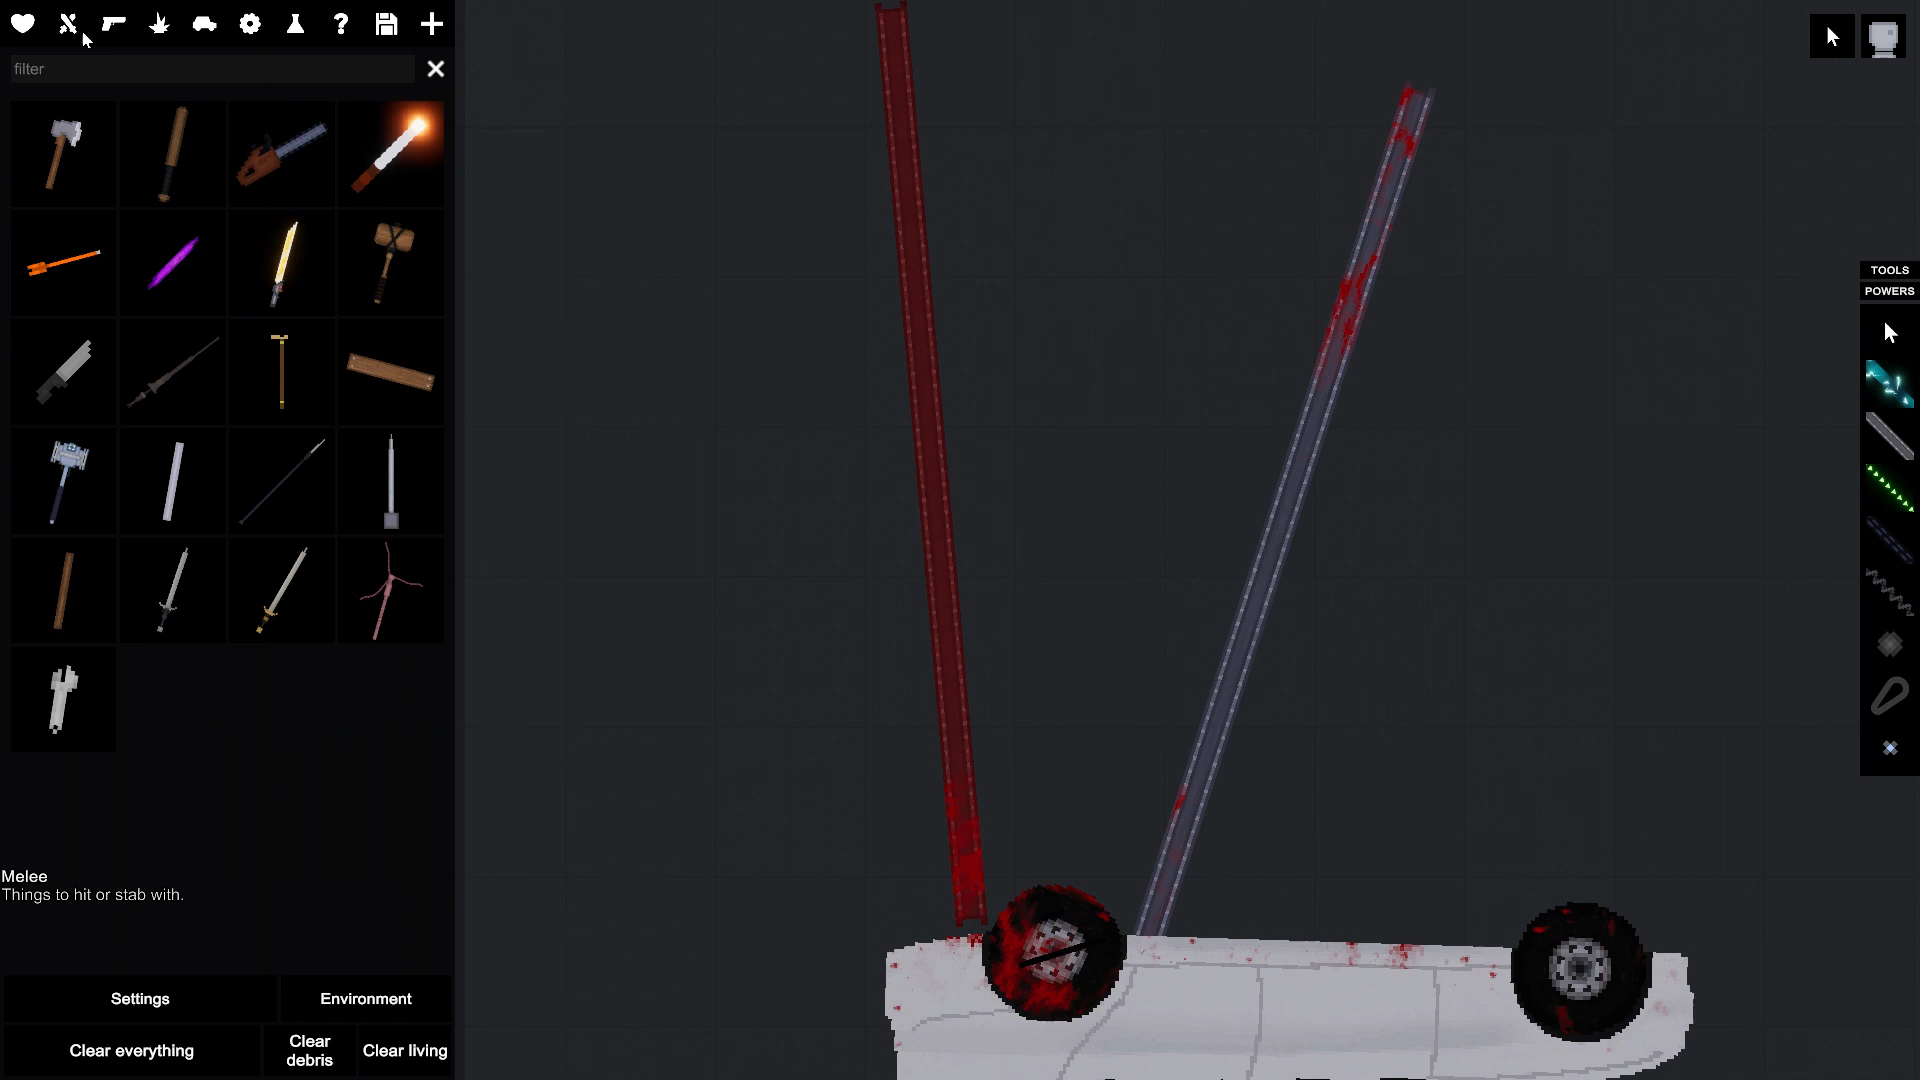 filter
TOOLS
POWERS
Melee
Things to hit or stab with.
Settings
Environment
Clear everything
Clear debris
Clear living